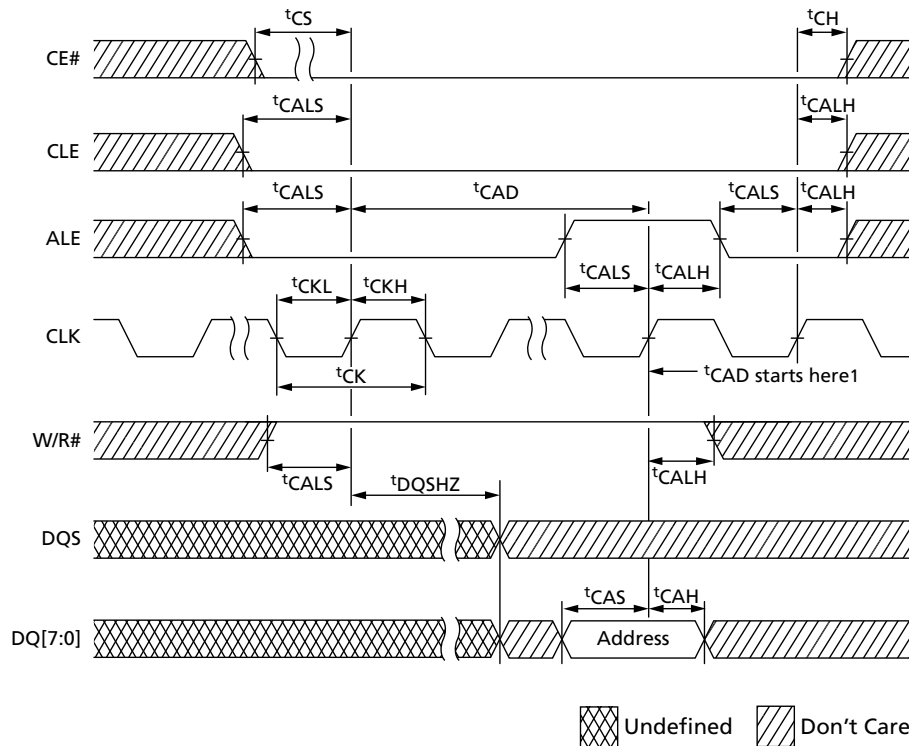 tCS
tCH
CE#
tCALS
tCALH
CLE
tCALS
tCAD
tCALS
tCALH
ALE
tCALS
tCALH
tCKL
tCKH
CLK
tCK
tCAD starts here1
W/R#
tCALS
tCALH
tDQSHZ
DQS
tCAS
tCAH
DQ[7:0]
Address
Undefined
Don't Care